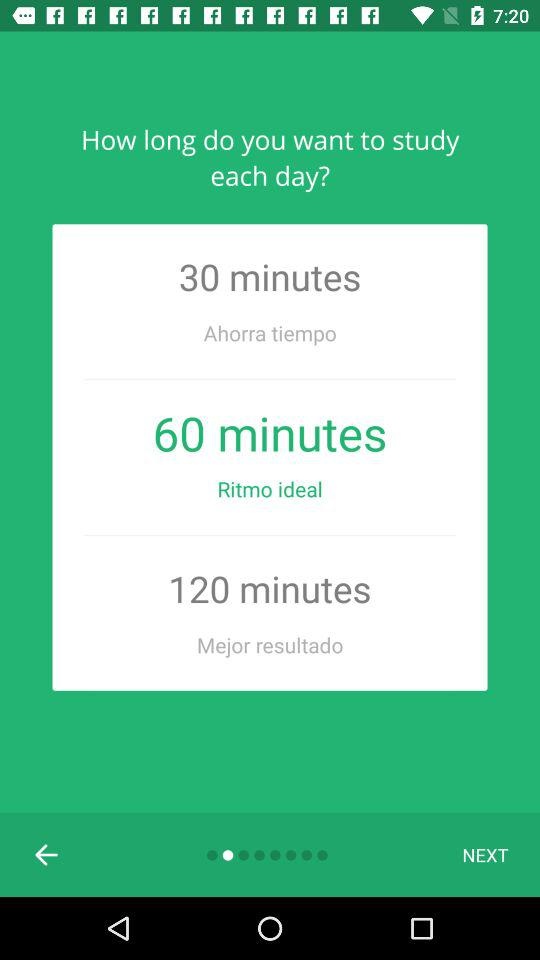 7:20
How long do you want to study
each day?
30 minutes
Ahorra tiempo
60 minutes
Ritmo ideal
120 minutes
Mejor resultado
NEXT